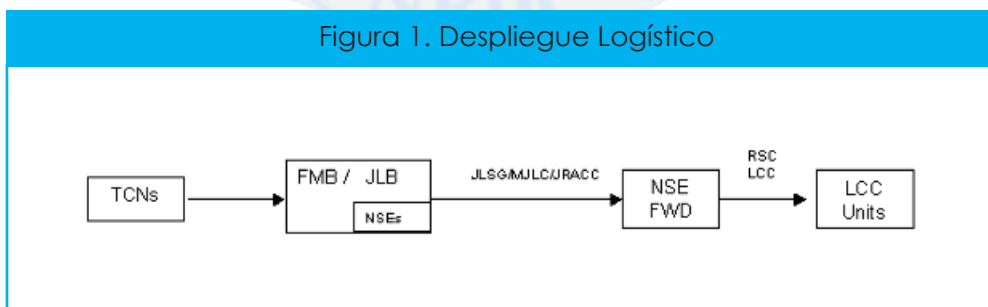 Figura 1. Despliegue Logístico
TCNs
FMB / JLB
NSEs
JLSG/MJLC/JRACC
NSE
FWD
RSC
LCC
LCC
Units